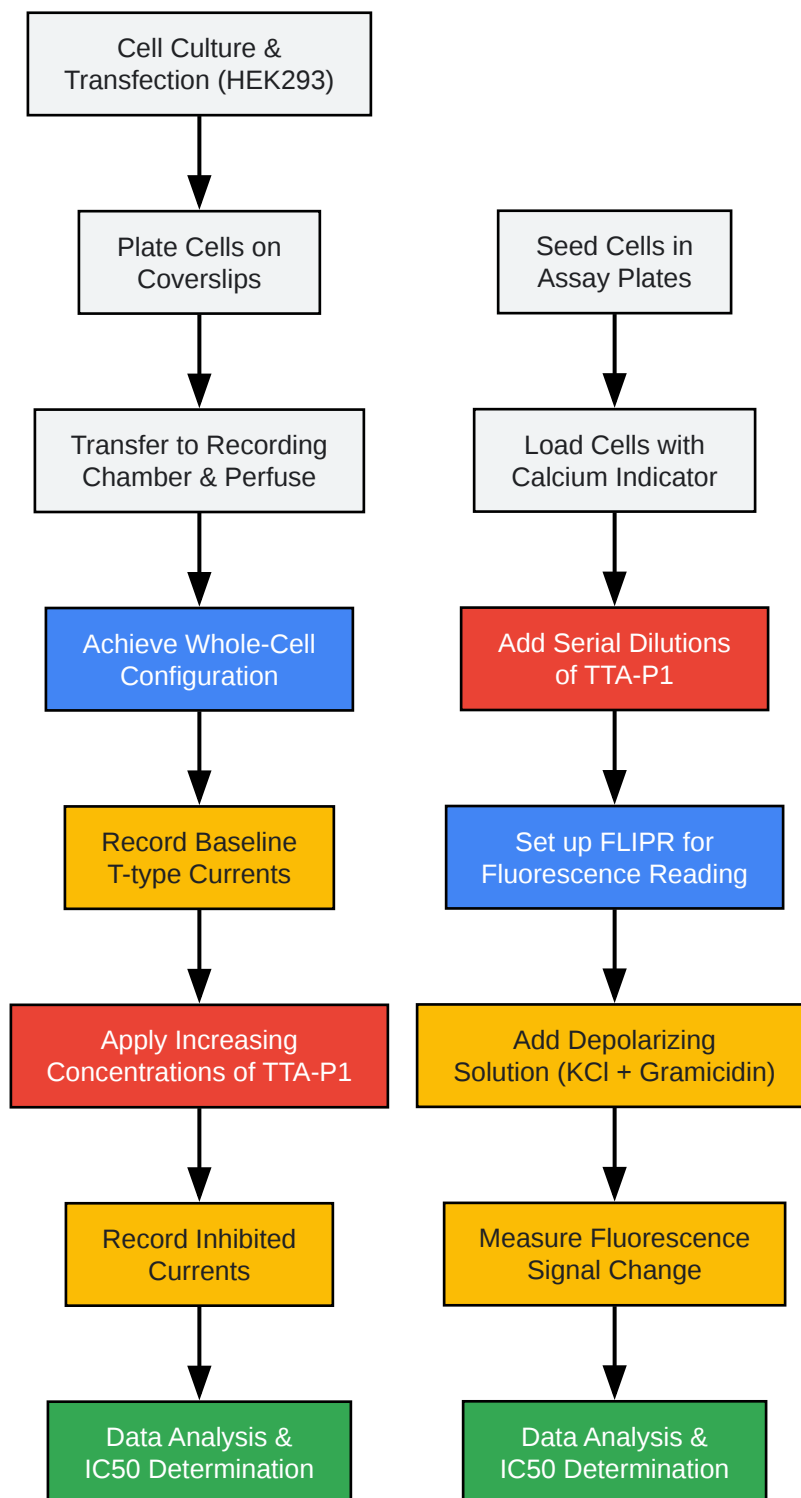 Cell Culture &
Transfection (HEK293)
Plate Cells on
Coverslips
Transfer to Recording
Chamber & Perfuse
Achieve Whole-Cell
Configuration
Record Baseline
T-type Currents
Apply Increasing
Concentrations of TTA-P1
Record Inhibited
Currents
Data Analysis &
IC50 Determination
Seed Cells in
Assay Plates
Load Cells with
Calcium Indicator
Add Serial Dilutions
of TTA-P1
Set up FLIPR for
Fluorescence Reading
Add Depolarizing
Solution (KCl + Gramicidin)
Measure Fluorescence
Signal Change
Data Analysis &
IC50 Determination